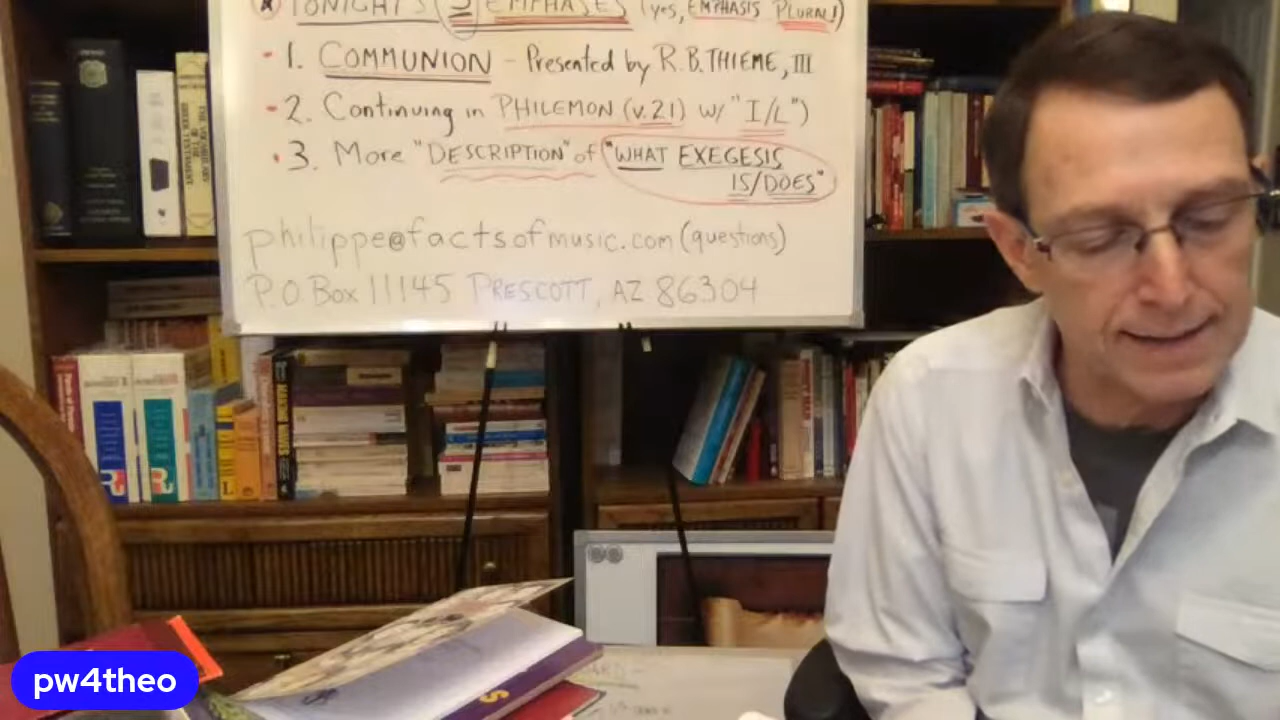 TONIGHT'S 3 EMPHASES (yes, EMPHASIS PLURAL!)
- 1. COMMUNION - Presented by R.B. THIEME, III
• 2. Continuing in PHILEMON (v.21) w/ "I/L")
• 3. More "DESCRIPTION" of "WHAT EXEGESIS
IS/DOES"
philippe@factsofmusic.com (questions)
P.O Box 11145 PRESCOTT, AZ 86304
pw4theo